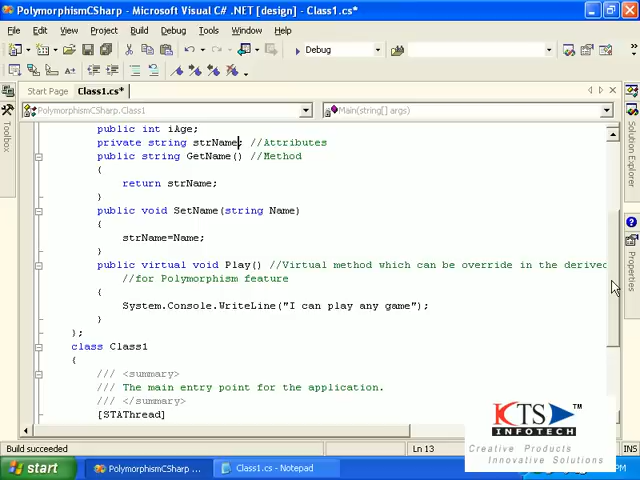 PolymorphismCSharp - Microsoft Visual C# .NET [design] - Class1.cs*
File Edit View Project Build Debug Tools Window Help
Debug
Start Page Class1.cs*
PolymorphismCSharp.Class1 Main(string[] args)
Toolbox
Solution Explorer
Properties
public int iAge;
private string strName; //Attributes
public string GetName() //Method
{
return strName;
}
public void SetName(string Name)
{
strName=Name;
}
public virtual void Play() //Virtual method which can be override in the derive
//for Polymorphism feature
{
System.Console.WriteLine("I can play any game");
}
};
class Class1
{
/// <summary>
/// The main entry point for the application.
/// </summary>
[STAThread]
KTS TM
INFOTECH
Creative Products
Innovative Solutions
Build succeeded Ln 13 INS
start PolymorphismCSharp ... Class1.cs - Notepad